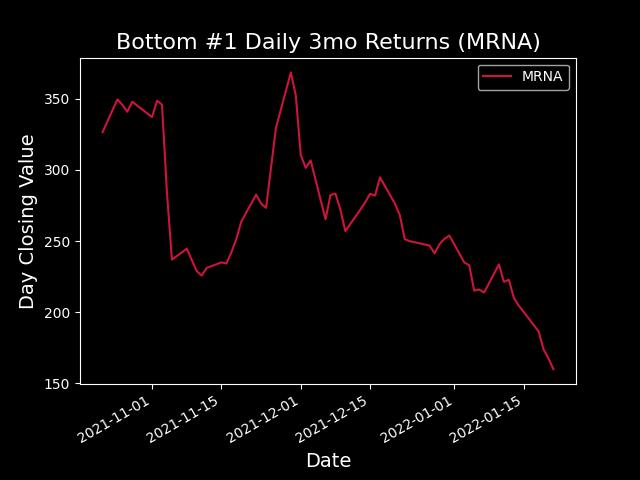 Bottom #1 Daily 3mo Returns (MRNA)
MRNA
Day Closing Value
350
300
250
200
150
2021-11-01
2021-11-15
2021-12-01
2021-12-15
2022-01-01
2022-01-15
Date